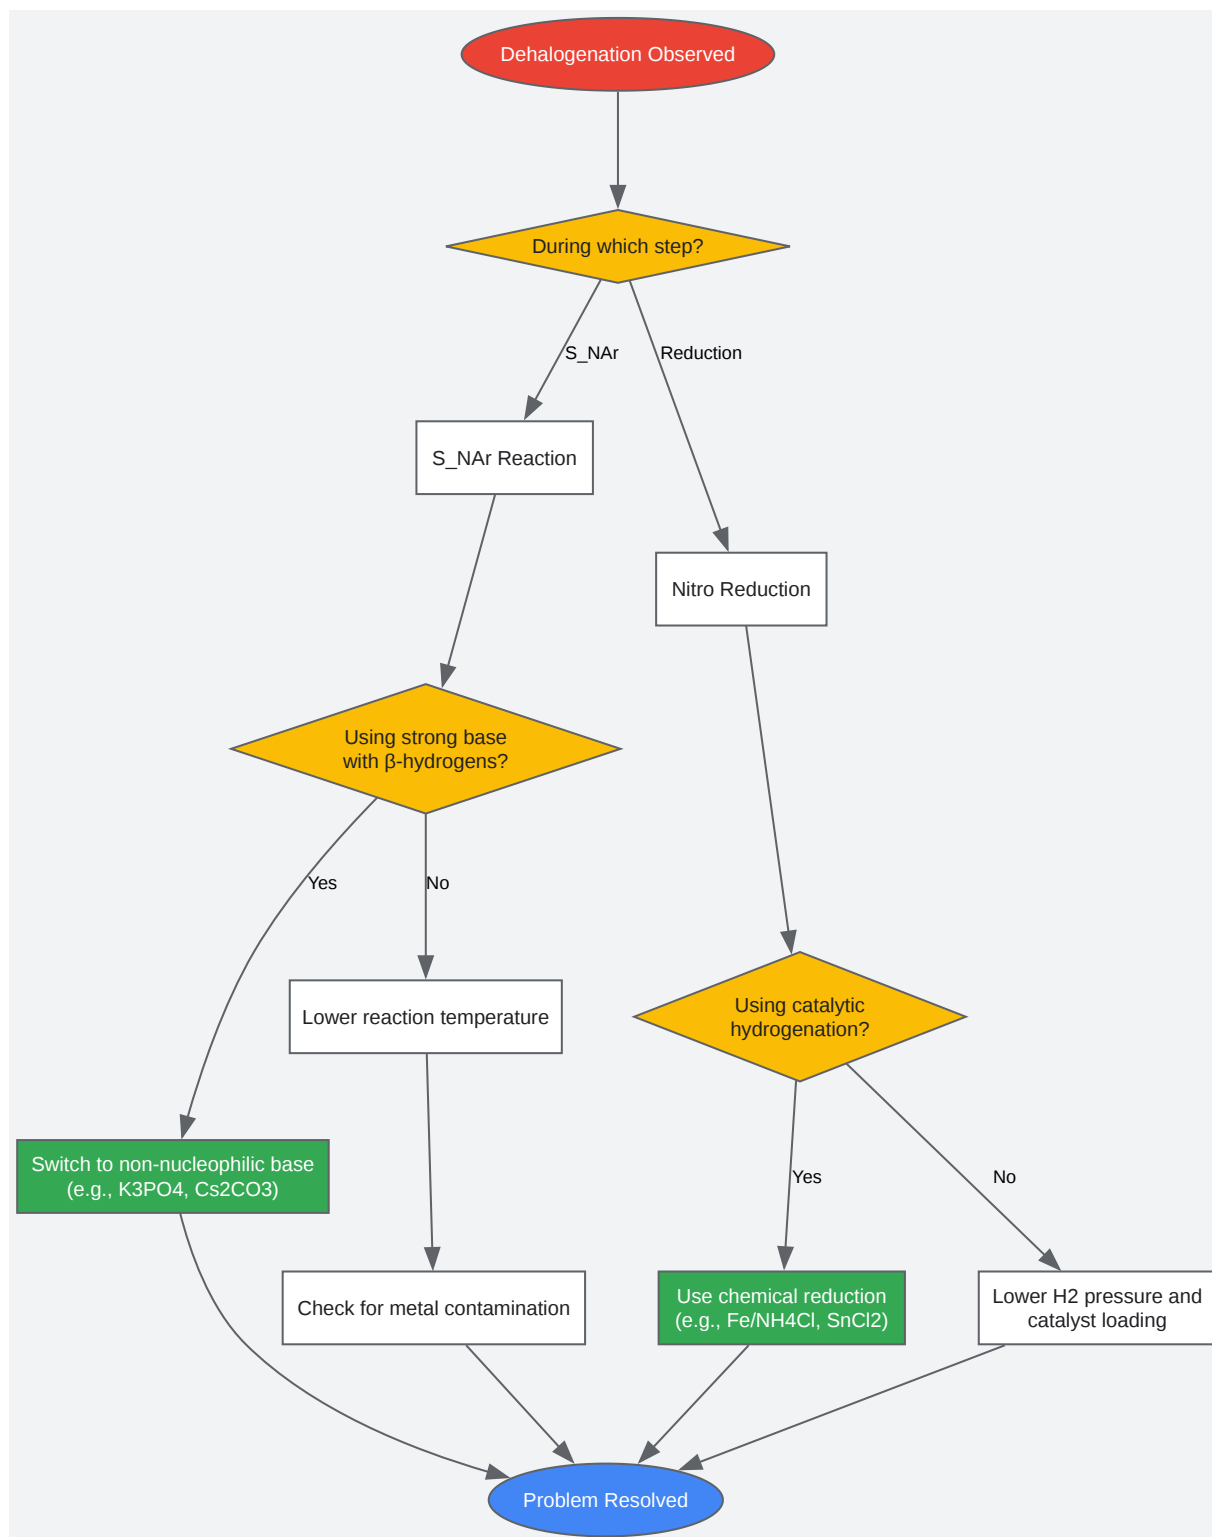 Dehalogenation Observed
During which step?
S_NAr
Reduction
S_NAr Reaction
Nitro Reduction
Using strong base
with β-hydrogens?
Yes
No
Lower reaction temperature
Using catalytic
hydrogenation?
Switch to non-nucleophilic base
(e.g., K3PO4, Cs2CO3)
Yes
No
Check for metal contamination
Use chemical reduction
(e.g., Fe/NH4Cl, SnCl2)
Lower H2 pressure and
catalyst loading
Problem Resolved